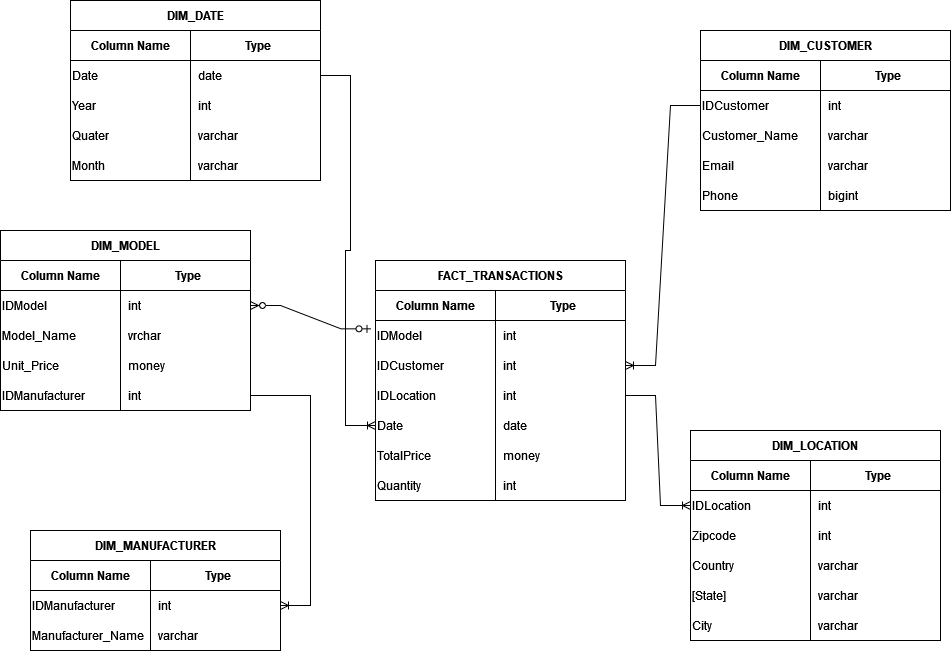 DIM_DATE
Column Name Type
Date date
Year int
Quater varchar
Month varchar
DIM_CUSTOMER
Column Name Type
IDCustomer int
Customer_Name varchar
Email varchar
Phone bigint
DIM_MODEL
Column Name Type
IDModel int
Model_Name vrchar
Unit_Price money
IDManufacturer int
FACT_TRANSACTIONS
Column Name Type
IDModel int
IDCustomer int
IDLocation int
Date date
TotalPrice money
Quantity int
DIM_LOCATION
Column Name Type
IDLocation int
Zipcode int
Country varchar
[State] varchar
City varchar
DIM_MANUFACTURER
Column Name Type
IDManufacturer int
Manufacturer_Name varchar